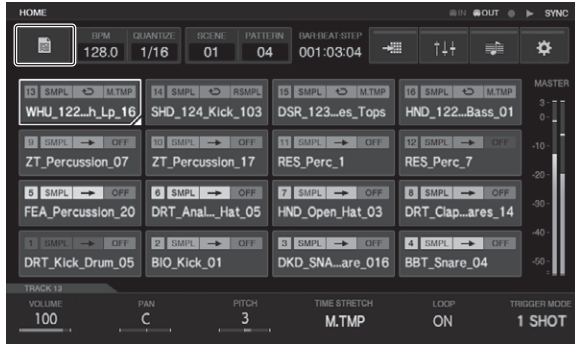 HOME IN OUT SYNC
BPM QUANTIZE SCENE PATTERN BAR:BEAT:STEP
128.0 1/16 01 04 001:03:04
MASTER
13 SMPL M.TMP 14 SMPL RSMPL 15 SMPL M.TMP 16 SMPL M.TMP
WHU_122...h_Lp_16 SHD_124_Kick_103 DSR_123...es_Tops HND_122...Bass_01
3-
0-
9 SMPL OFF 10 SMPL OFF 11 SMPL OFF 12 SMPL OFF
-10-
ZT_Percussion_07 ZT_Percussion_17 RES_Perc_1 RES_Perc_7
-20-
5 SMPL OFF 6 SMPL OFF 7 SMPL OFF 8 SMPL OFF
-30-
FEA_Percussion_20 DRT_Anal...Hat_05 HND_Open_Hat_03 DRT_Clap...ares_14
-40-
1 SMPL OFF 2 SMPL OFF 3 SMPL OFF 4 SMPL OFF
DRT_Kick_Drum_05 BIO_Kick_01 DKD_SNA...are_016 BBT_Snare_04
-50-
TRACK 13
VOLUME PAN PITCH TIME STRETCH LOOP TRIGGER MODE
100 C 3 M.TMP ON 1 SHOT